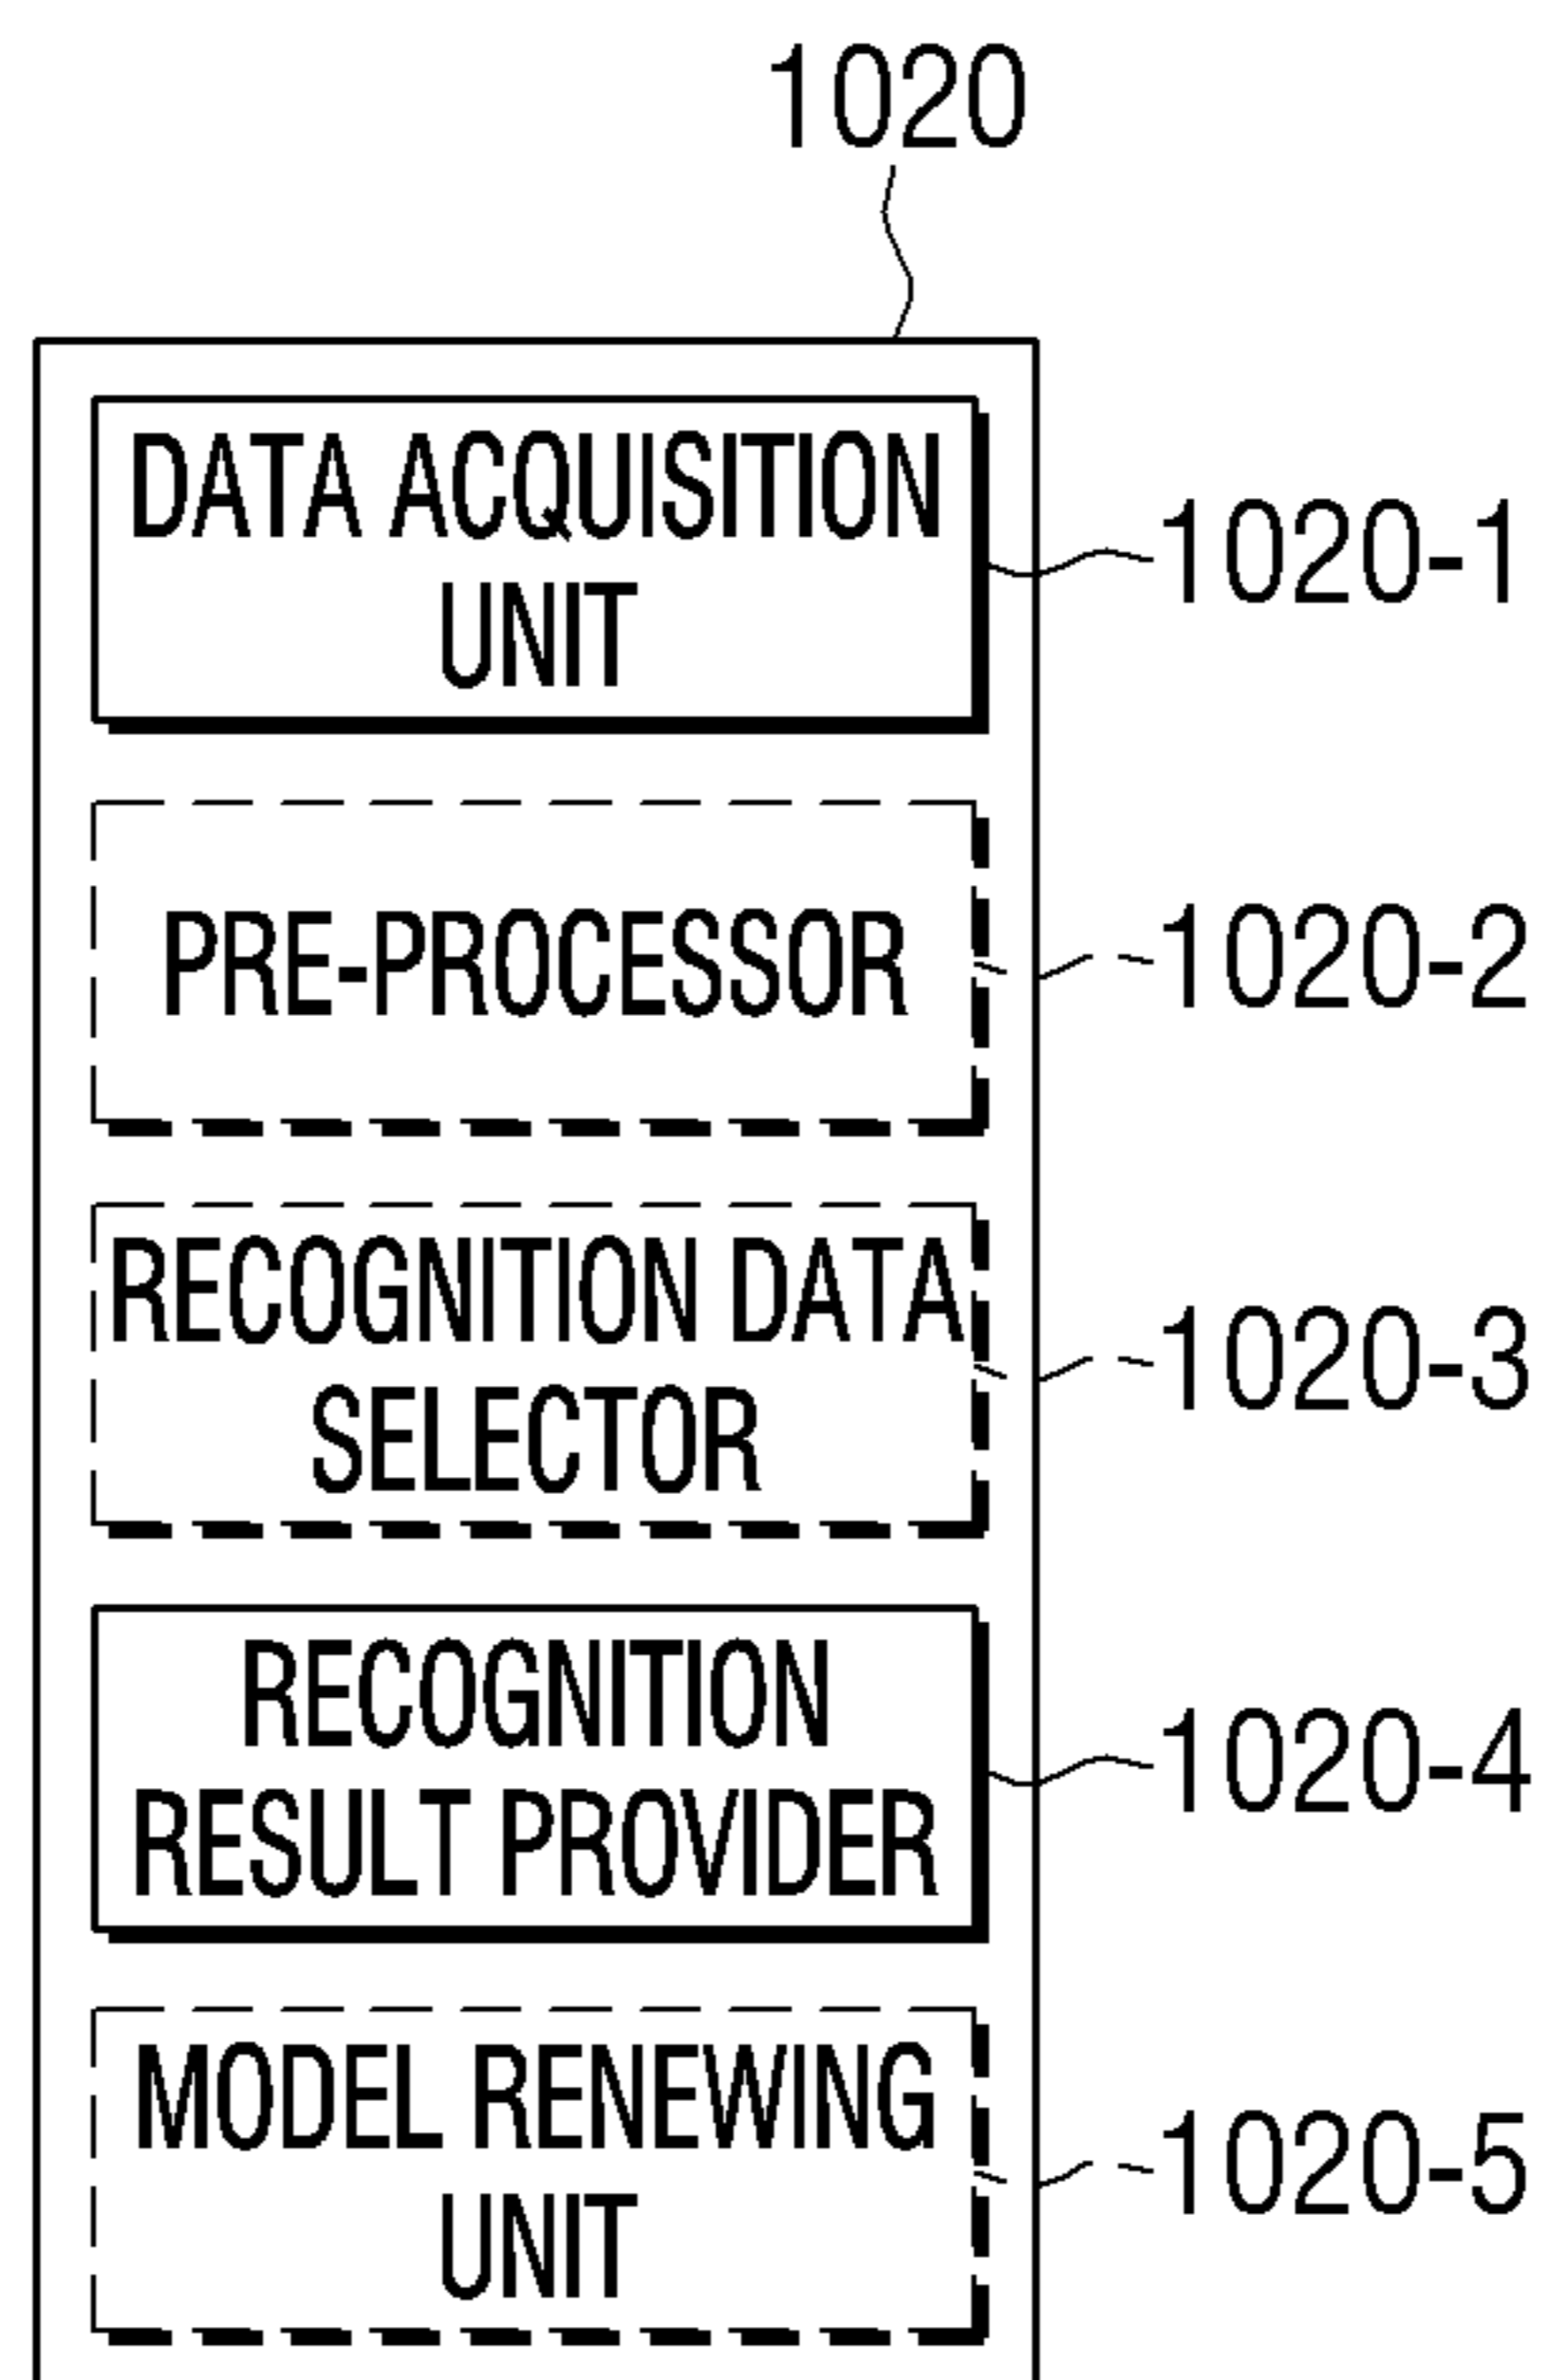 1020
DATA ACQUISITION
UNIT
1020-1
PRE-PROCESSOR
1020-2
RECOGNITION DATA
SELECTOR
1020-3
RECOGNITION
RESULT PROVIDER
1020-4
MODEL RENEWING
UNIT
1020-5